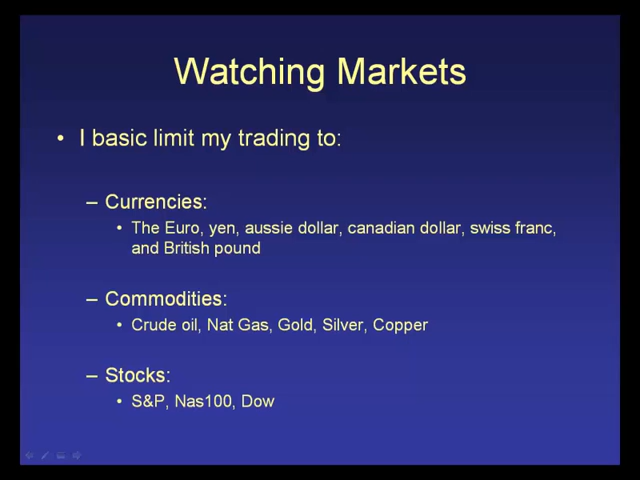 Watching Markets
• I basic limit my trading to:
– Currencies:
• The Euro, yen, aussie dollar, canadian dollar, swiss franc,
and British pound
– Commodities:
• Crude oil, Nat Gas, Gold, Silver, Copper
– Stocks:
• S&P, Nas100, Dow